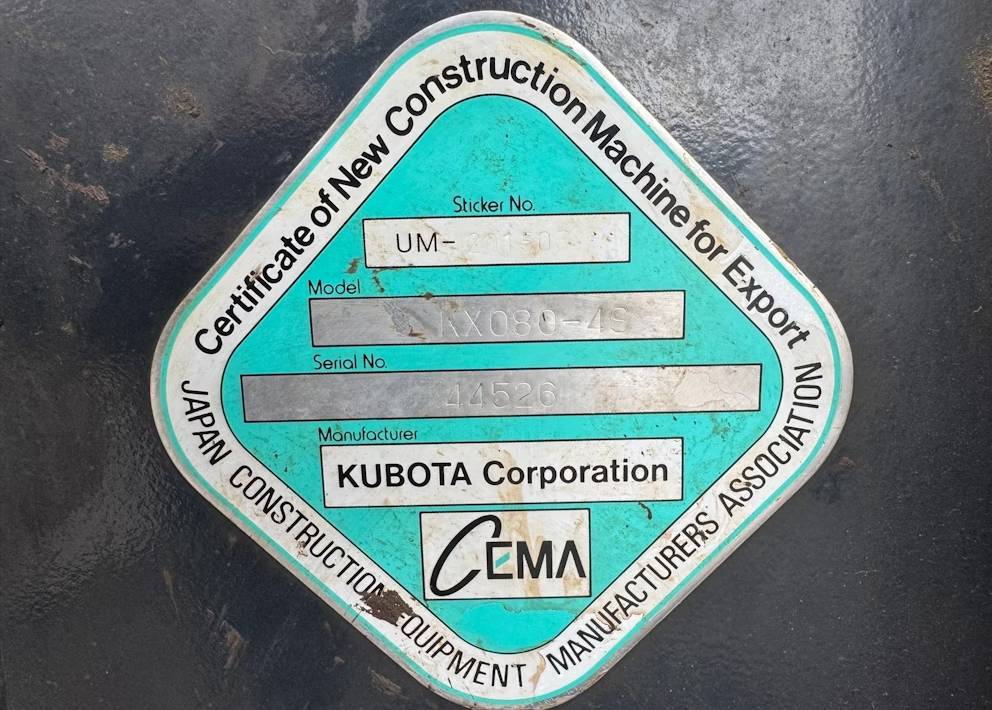 Certificate of New Construction Machine for Export
Sticker No.
UM-
Model
KX080-4S
Serial No.
44526
Manufacturer
KUBOTA Corporation
CEMA
JAPAN CONSTRUCTION EQUIPMENT MANUFACTURERS ASSOCIATION